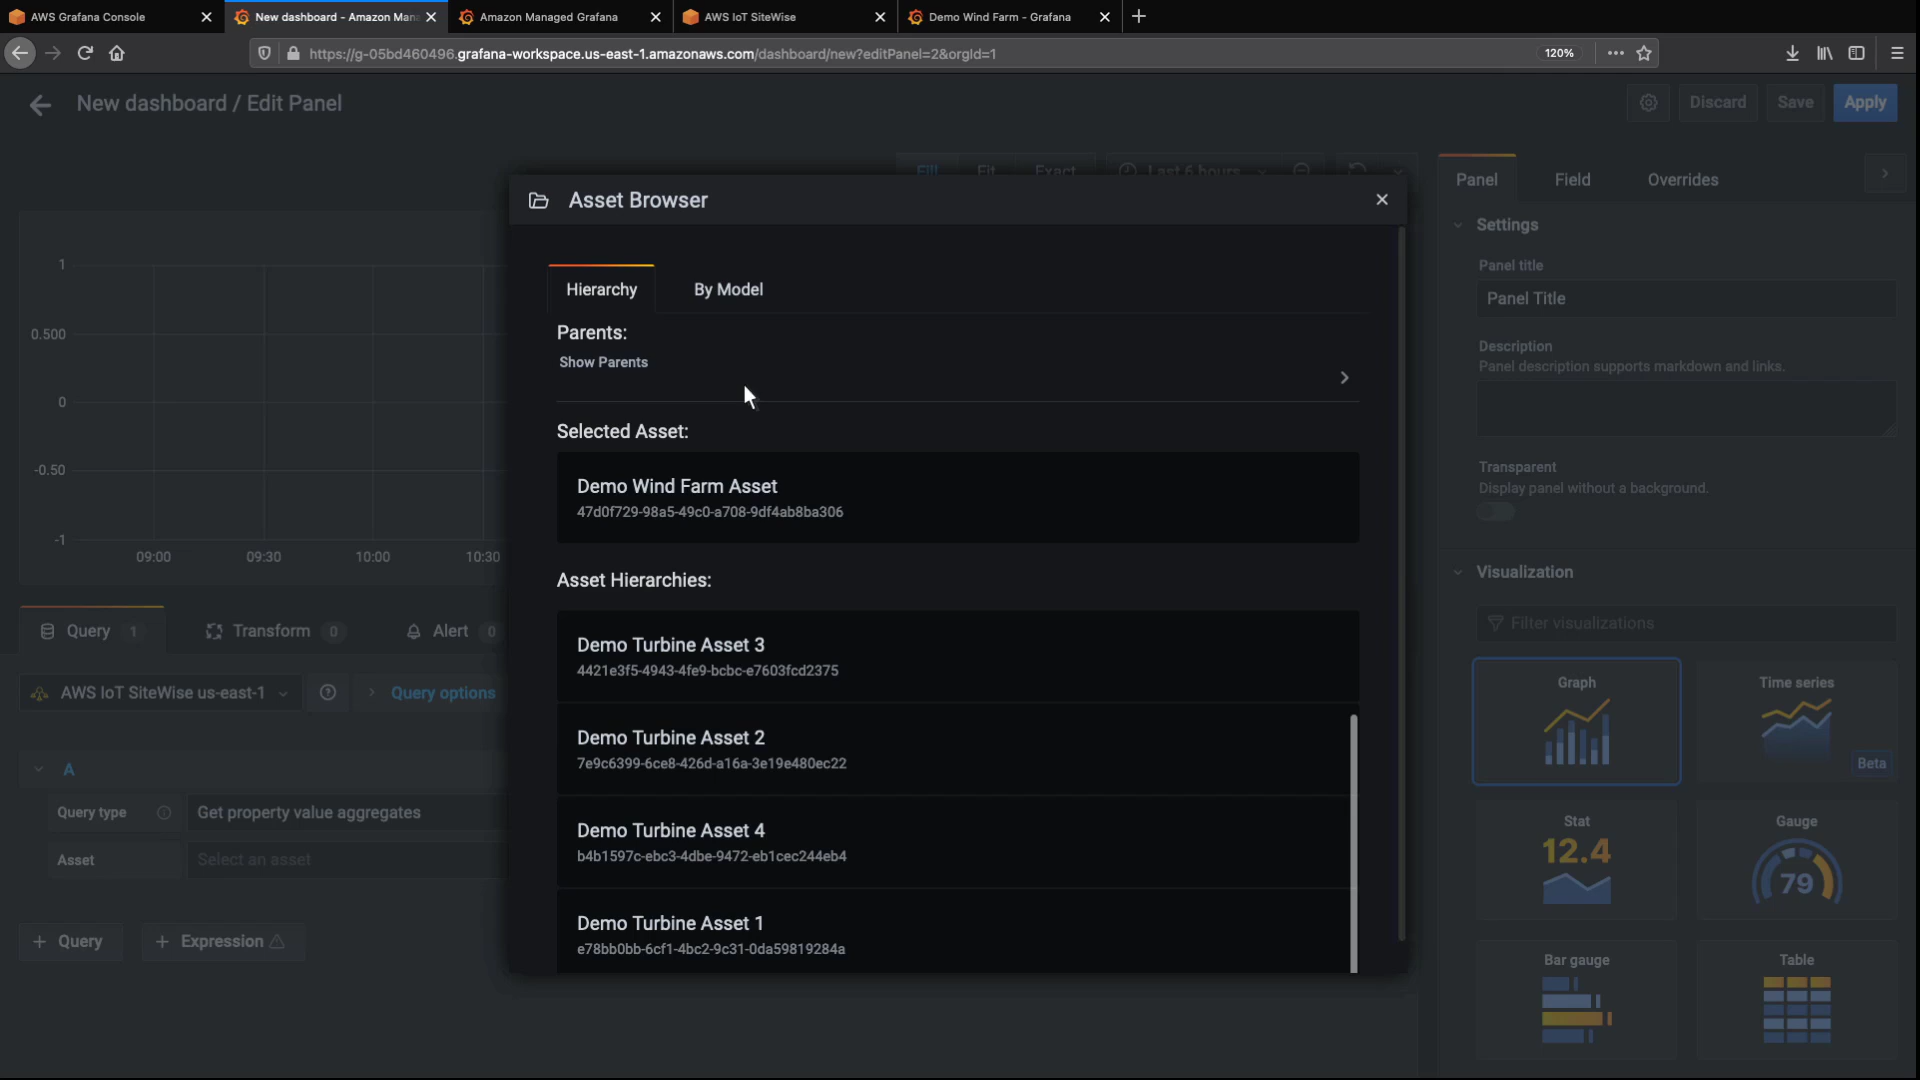 AWS Grafana Console
New dashboard - Amazon Man
Amazon Managed Grafana
AWS IoT SiteWise
Demo Wind Farm - Grafana
https://g-05bd460496.grafana-workspace.us-east-1.amazonaws.com/dashboard/new?editPanel=2&orgId=1
120%
New dashboard / Edit Panel
Discard
Save
Apply
Fill
Fit
Exact
Last 6 hours
Asset Browser
Hierarchy
By Model
Parents:
Show Parents
Selected Asset:
Demo Wind Farm Asset
47d0f729-98a5-49c0-a708-9df4ab8ba306
Asset Hierarchies:
Demo Turbine Asset 3
4421e3f5-4943-4fe9-bcbc-e7603fcd2375
Demo Turbine Asset 2
7e9c6399-6ce8-426d-a16a-3e19e480ec22
Demo Turbine Asset 4
b4b1597c-ebc3-4dbe-9472-eb1cec244eb4
Demo Turbine Asset 1
e78bb0bb-6cf1-4bc2-9c31-0da59819284a
1
0.500
0
-0.50
-1
09:00
09:30
10:00
10:30
Query 1
Transform 0
Alert 0
AWS IoT SiteWise us-east-1
Query options
A
Query type
Get property value aggregates
Asset
Select an asset
+ Query
+ Expression
Panel
Field
Overrides
Settings
Panel title
Panel Title
Description
Panel description supports markdown and links.
Transparent
Display panel without a background.
Visualization
Filter visualizations
Graph
Time series
Beta
Stat
12.4
Gauge
79
Bar gauge
Table